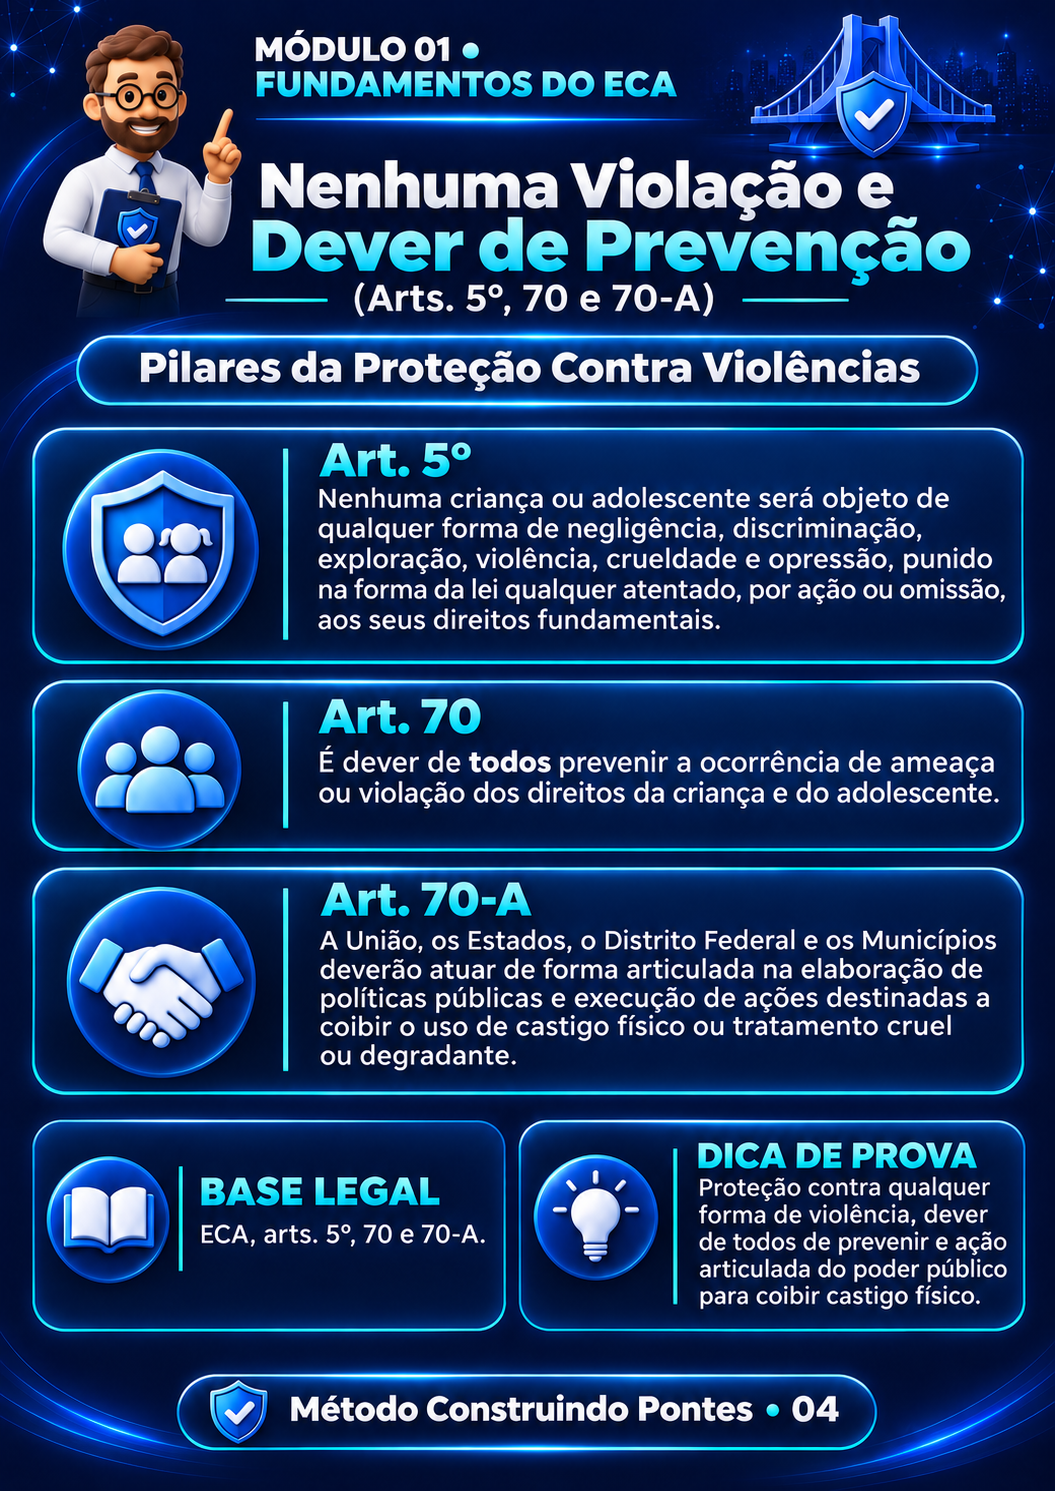 MÓDULO 01 •
FUNDAMENTOS DO ECA
Nenhuma Violação e
Dever de Prevenção
(Arts. 5º, 70 e 70-A)
Pilares da Proteção Contra Violências
Art. 5º
Nenhuma criança ou adolescente será objeto de
qualquer forma de negligência, discriminação,
exploração, violência, crueldade e opressão, punido
na forma da lei qualquer atentado, por ação ou omissão,
aos seus direitos fundamentais.
Art. 70
É dever de todos prevenir a ocorrência de ameaça
ou violação dos direitos da criança e do adolescente.
Art. 70-A
A União, os Estados, o Distrito Federal e os Municípios
deverão atuar de forma articulada na elaboração de
políticas públicas e execução de ações destinadas a
coibir o uso de castigo físico ou tratamento cruel
ou degradante.
BASE LEGAL
ECA, arts. 5º, 70 e 70-A.
DICA DE PROVA
Proteção contra qualquer
forma de violência, dever
de todos de prevenir e ação
articulada do poder público
para coibir castigo físico.
Método Construindo Pontes • 04